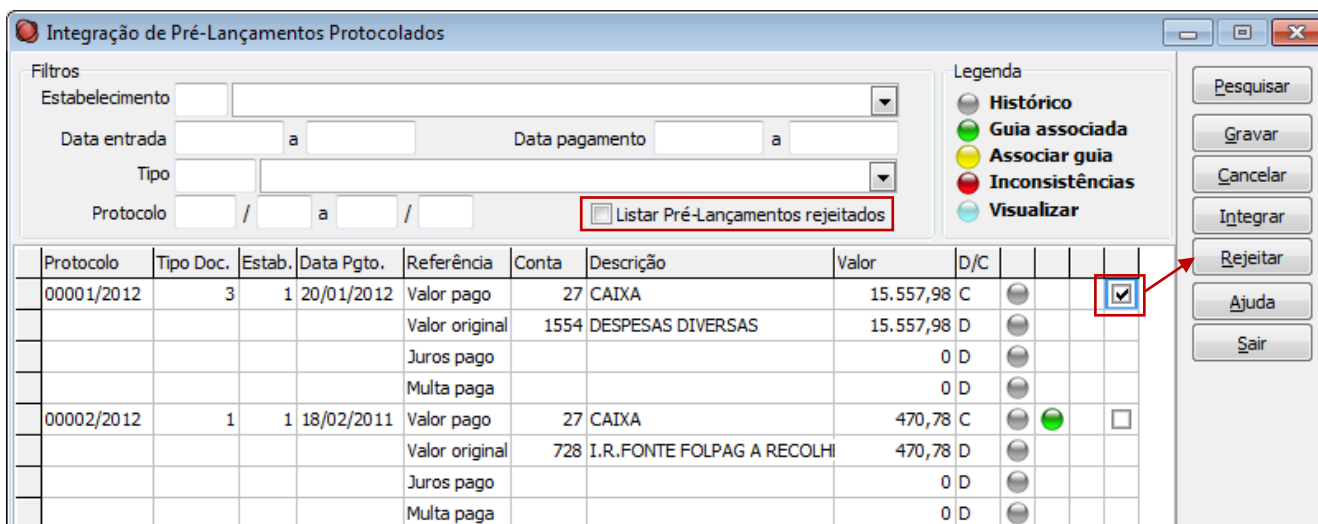 Integração de Pré-Lançamentos Protocolados
Filtros
Estabelecimento
Data entrada a Data pagamento a
Tipo
Protocolo / a / Listar Pré-Lançamentos rejeitados
Legenda
Histórico
Guia associada
Associar guia
Inconsistências
Visualizar
Pesquisar
Gravar
Cancelar
Integrar
Rejeitar
Ajuda
Sair
Protocolo Tipo Doc. Estab. Data Pgto. Referência Conta Descrição Valor D/C
00001/2012 3 1 20/01/2012 Valor pago 27 CAIXA 15.557,98 C
Valor original 1554 DESPESAS DIVERSAS 15.557,98 D
Juros pago 0 D
Multa paga 0 D
00002/2012 1 1 18/02/2011 Valor pago 27 CAIXA 470,78 C
Valor original 728 I.R.FONTE FOLPAG A RECOLH 470,78 D
Juros pago 0 D
Multa paga 0 D